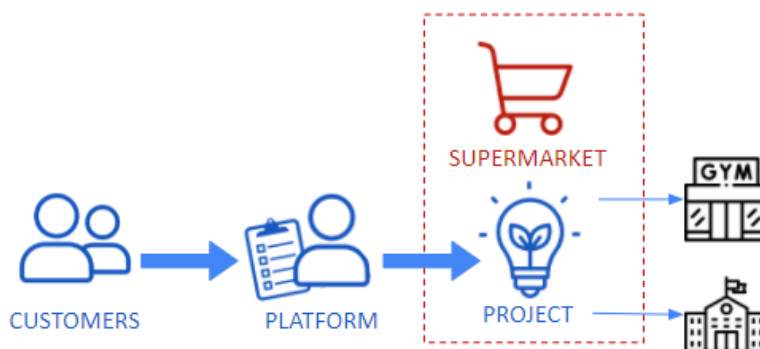 SUPERMARKET
GYM
CUSTOMERS
PLATFORM
PROJECT